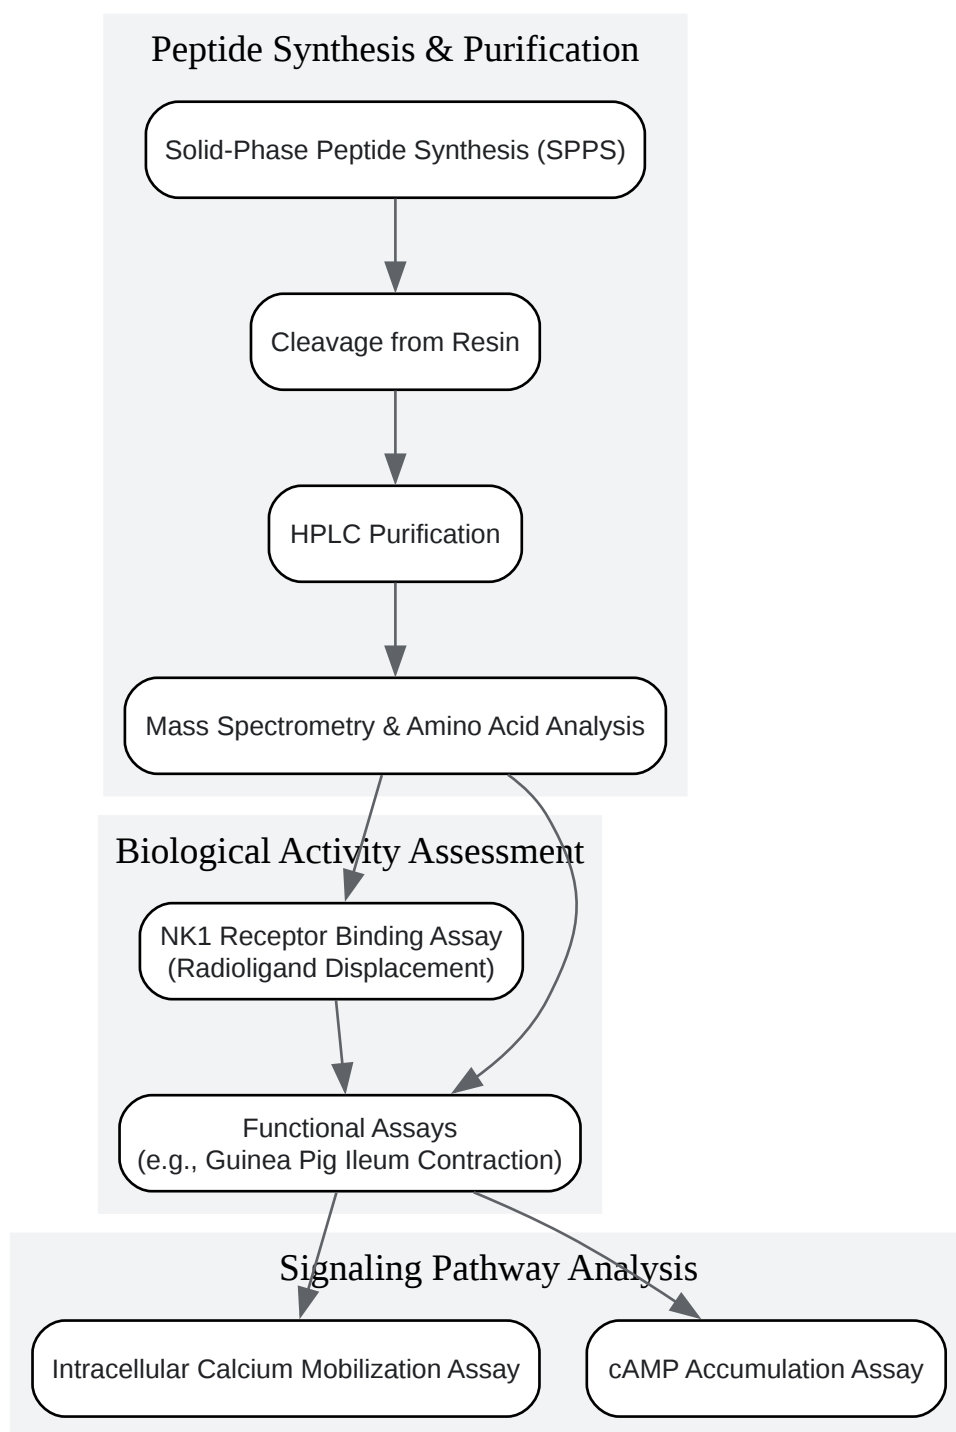 Peptide Synthesis & Purification
Solid-Phase Peptide Synthesis (SPPS)
Cleavage from Resin
HPLC Purification
Mass Spectrometry & Amino Acid Analysis
Biological Activity Assessment
NK1 Receptor Binding Assay
(Radioligand Displacement)
Functional Assays
(e.g., Guinea Pig Ileum Contraction)
Signaling Pathway Analysis
Intracellular Calcium Mobilization Assay
cAMP Accumulation Assay